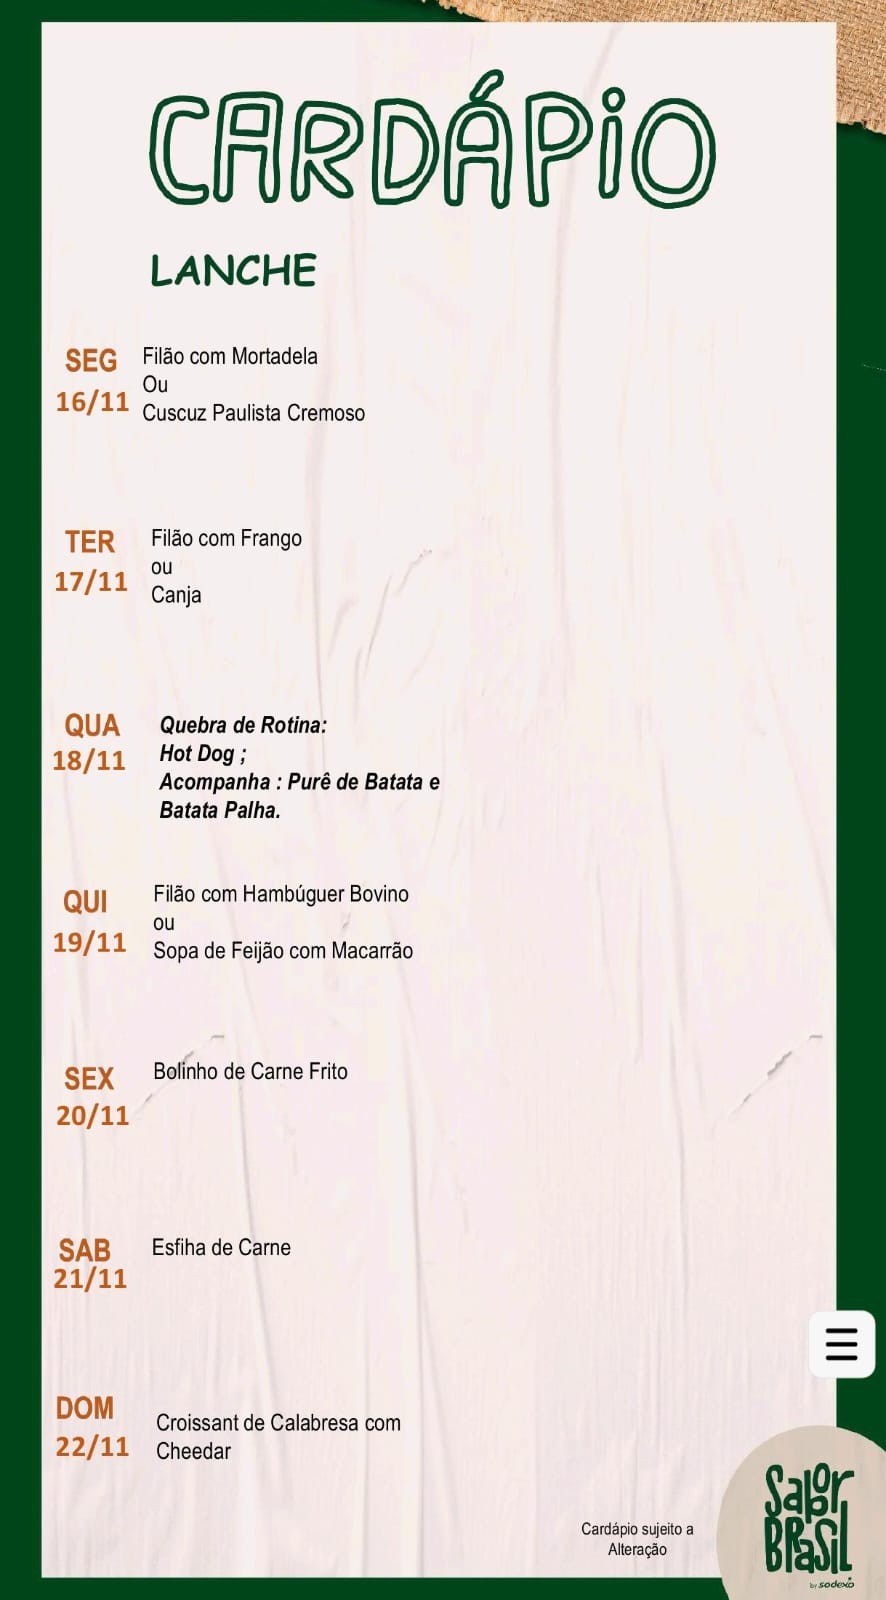 CARDÁPiO
LANCHE
SEG
16/11
Filão com Mortadela
Ou
Cuscuz Paulista Cremoso
TER
17/11
Filão com Frango
ou
Canja
QUA
18/11
Quebra de Rotina:
Hot Dog ;
Acompanha : Purê de Batata e
Batata Palha.
QUI
19/11
Filão com Hambúguer Bovino
ou
Sopa de Feijão com Macarrão
SEX
20/11
Bolinho de Carne Frito
SAB
21/11
Esfiha de Carne
DOM
22/11
Croissant de Calabresa com
Cheedar
Cardápio sujeito a
Alteração
Sabor
BRasil
by sodexo